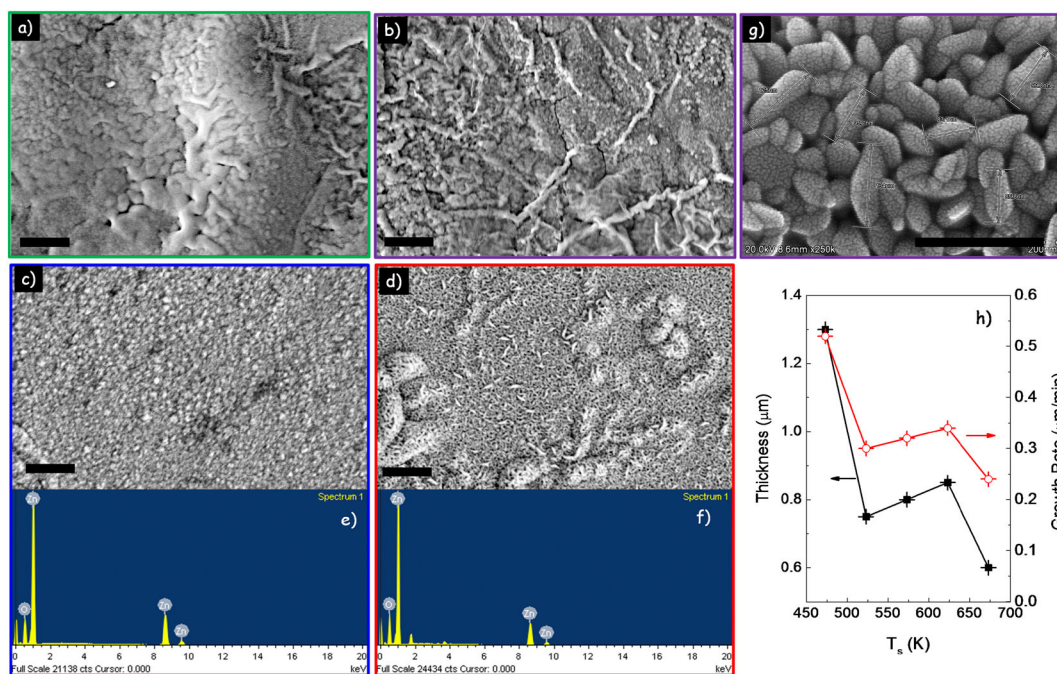 a)
b)
g)
20.0kV 8.6mm x250k
200nm
c)
d)
Spectrum 1
Zn
e)
O
Zn
Zn
0 2 4 6 8 10 12 14 16 18 20
Full Scale 21138 cts Cursor: 0.000
keV
Spectrum 1
Zn
f)
O
Zn
Zn
0 2 4 6 8 10 12 14 16 18 20
Full Scale 24434 cts Cursor: 0.000
keV
h)
Thickness (μm)
1.4
1.2
1.0
0.8
0.6
0.6
0.5
0.4
0.3
0.2
0.1
0.0
Growth Rate (μm/min)
450 500 550 600 650 700
Ts (K)